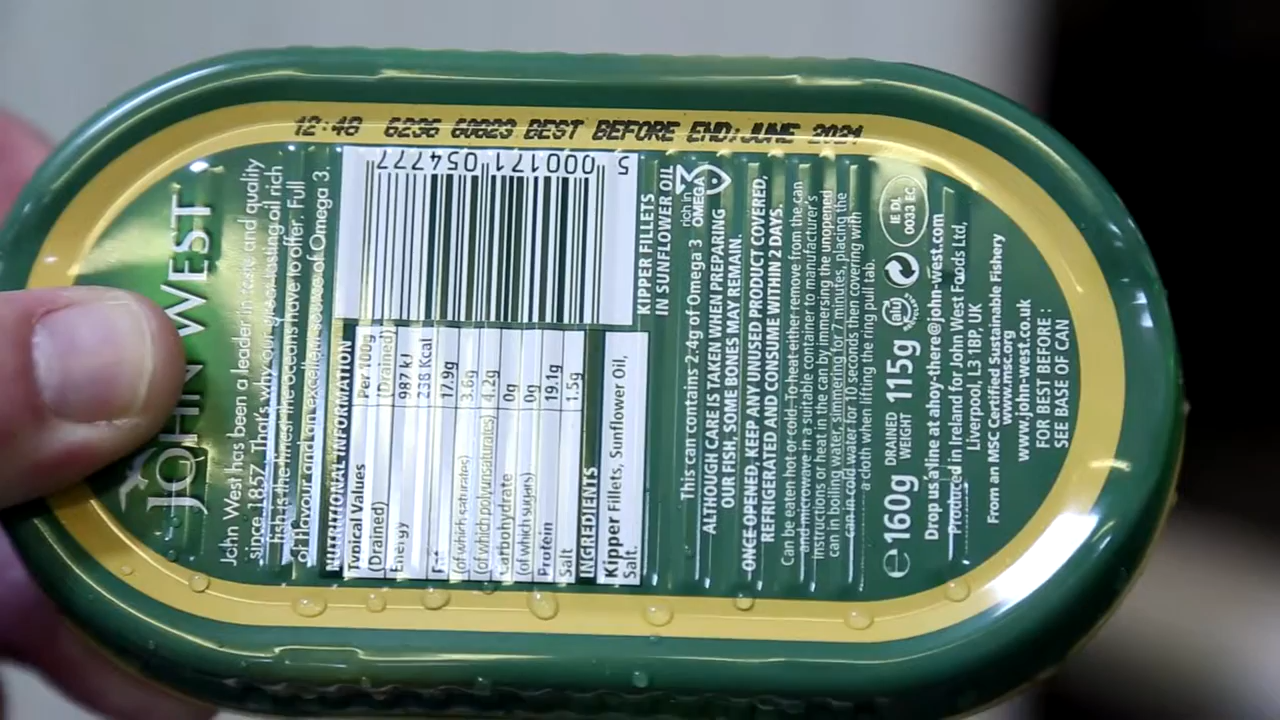 12:48 6236 60823 BEST BEFORE END:JUNE 2021
JOHN WEST
John West has been a leader in taste and quality
since 1857. That's why our great-tasting oil rich
fish is the finest the oceans have to offer. Full
of flavour and an excellent source of Omega 3.
NUTRITIONAL INFORMATION
Typical Values Per 100g
(Drained) (Drained)
Energy 987 kJ
238 Kcal
Fat 17.9g
(of which saturates) 3.6g
(of which polyunsaturates) 4.2g
Carbohydrate 0g
(of which sugars) 0g
Protein 19.1g
Salt 1.5g
INGREDIENTS
Kipper Fillets, Sunflower Oil,
Salt.
5 000171 054777
KIPPER FILLETS
IN SUNFLOWER OIL
rich in
OMEGA 3
This can contains 2.4g of Omega 3
ALTHOUGH CARE IS TAKEN WHEN PREPARING
OUR FISH, SOME BONES MAY REMAIN.
ONCE OPENED, KEEP ANY UNUSED PRODUCT COVERED,
REFRIGERATED AND CONSUME WITHIN 2 DAYS.
Can be eaten hot or cold. To heat either remove from the can
and microwave in a suitable container to manufacturer's
instructions or heat in the can by immersing the unopened
can in boiling water, simmering for 7 minutes, placing the
can in cold water for 10 seconds then covering with
a cloth when lifting the ring pull tab.
e160g DRAINED WEIGHT 115g alu
IE DL
0033 EC
Drop us a line at ahoy-there@john-west.com
Produced in Ireland for John West Foods Ltd,
Liverpool, L3 1BP, UK
From an MSC Certified Sustainable Fishery
www.msc.org
www.john-west.co.uk
FOR BEST BEFORE :
SEE BASE OF CAN